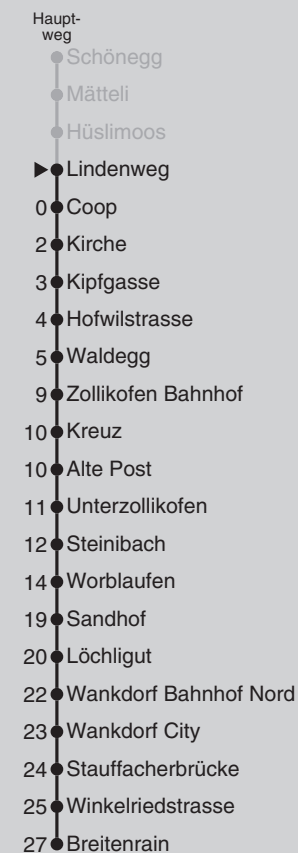 Haupt-
weg
Schönegg
Mätteli
Hüslimoos
Lindenweg
0 Coop
2 Kirche
3 Kipfgasse
4 Hofwilstrasse
5 Waldegg
9 Zollikofen Bahnhof
10 Kreuz
10 Alte Post
11 Unterzollikofen
12 Steinibach
14 Worblaufen
19 Sandhof
20 Löchligut
22 Wankdorf Bahnhof Nord
23 Wankdorf City
24 Stauffacherbrücke
25 Winkelriedstrasse
27 Breitenrain